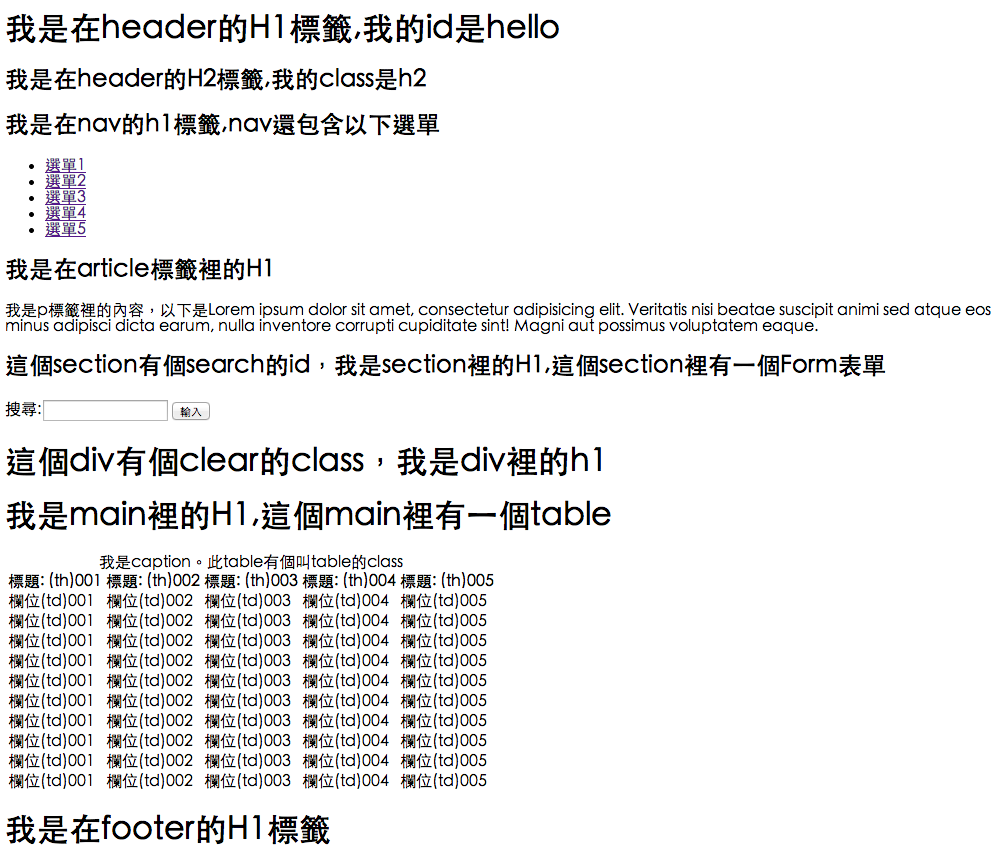 我是在header的H1標籤,我的id是hello
我是在header的H2標籤,我的class是h2
我是在nav的h1標籤,nav還包含以下選單
選單1
選單2
選單3
選單4
選單5
我是在article標籤裡的H1
我是p標籤裡的內容，以下是Lorem ipsum dolor sit amet, consectetur adipisicing elit. Veritatis nisi beatae suscipit animi sed atque eos
minus adipisci dicta earum, nulla inventore corrupti cupiditate sint! Magni aut possimus voluptatem eaque.
這個section有個search的id，我是section裡的H1,這個section裡有一個Form表單
搜尋: 輸入
這個div有個clear的class，我是div裡的h1
我是main裡的H1,這個main裡有一個table
我是caption。此table有個叫table的class
標題: (th)001 標題: (th)002 標題: (th)003 標題: (th)004 標題: (th)005
欄位(td)001 欄位(td)002 欄位(td)003 欄位(td)004 欄位(td)005
欄位(td)001 欄位(td)002 欄位(td)003 欄位(td)004 欄位(td)005
欄位(td)001 欄位(td)002 欄位(td)003 欄位(td)004 欄位(td)005
欄位(td)001 欄位(td)002 欄位(td)003 欄位(td)004 欄位(td)005
欄位(td)001 欄位(td)002 欄位(td)003 欄位(td)004 欄位(td)005
欄位(td)001 欄位(td)002 欄位(td)003 欄位(td)004 欄位(td)005
欄位(td)001 欄位(td)002 欄位(td)003 欄位(td)004 欄位(td)005
欄位(td)001 欄位(td)002 欄位(td)003 欄位(td)004 欄位(td)005
欄位(td)001 欄位(td)002 欄位(td)003 欄位(td)004 欄位(td)005
欄位(td)001 欄位(td)002 欄位(td)003 欄位(td)004 欄位(td)005
我是在footer的H1標籤